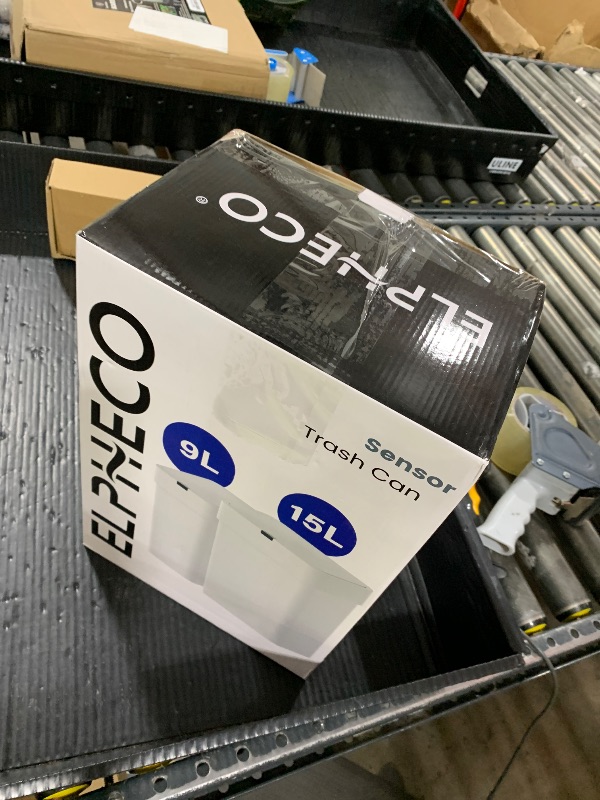 ULINE
ELPHECO®
ELPHECO
Sensor
Trash Can
9L
15L